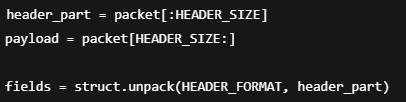 header_part = packet[:HEADER_SIZE]
payload = packet[HEADER_SIZE:]
fields = struct.unpack(HEADER_FORMAT, header_part)